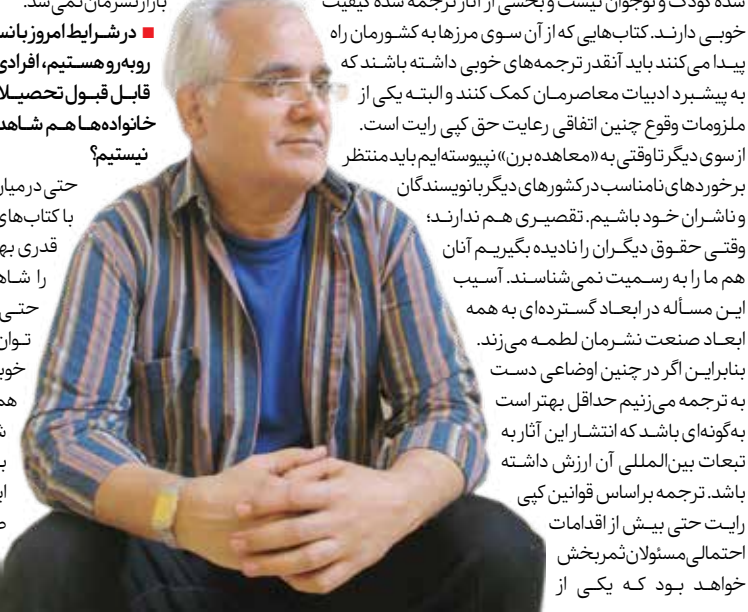 شده کودک و نوجوان نیست و بخشی از آثار ترجمه شده کیفیت
خوبی دارند. کتاب‌هایی که از آن سوی مرزها به کشورمان راه
پیدا می‌کنند باید آنقدر ترجمه‌های خوبی داشته باشند که
به پیشبرد ادبیات معاصرمان کمک کنند و البته یکی از
ملزومات وقوع چنین اتفاقی رعایت حق کپی رایت است.
از سوی دیگر تا وقتی به «معاهده برن» نپیوسته‌ایم باید منتظر
برخوردهای نامناسب در کشورهای دیگر با نویسندگان
و ناشران خود باشیم. تقصیری هم ندارند؛
وقتی حقوق دیگران را نادیده بگیریم آنان
هم ما را به رسمیت نمی‌شناسند. آسیب
این مسأله در ابعاد گسترده‌ای به همه
ابعاد صنعت نشرمان لطمه می‌زند.
بنابراین اگر در چنین اوضاعی دست
به ترجمه می‌زنیم حداقل بهتر است
به‌گونه‌ای باشد که انتشار این آثار به
تبعات بین‌المللی آن ارزش داشته
باشد. ترجمه براساس قوانین کپی
رایت حتی بیش از اقدامات
احتمالی مسئولان ثمربخش
خواهد بود که یکی از
بازار نشرمان نمی‌شد.
در شرایط امروز با
روبه‌رو هستیم، افرادی
قابل قبول
خانواده‌ها هم شاهد
نیستیم؟
حتی در میان
با کتاب‌های
قدری
را
حتی